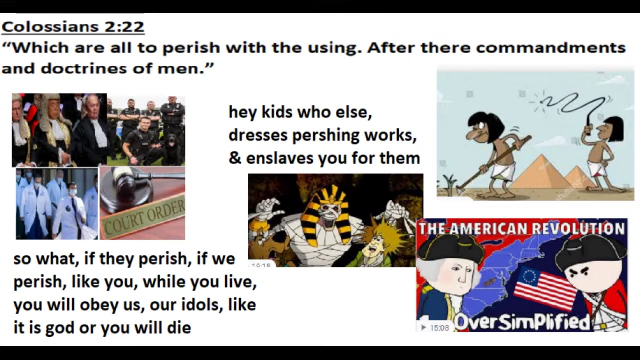 Colossians 2:22
“Which are all to perish with the using. After there commandments
and doctrines of men.”
hey kids who else,
dresses pershing works,
& enslaves you for them
COURT ORDER
so what, if they perish, if we
perish, like you, while you live,
you will obey us, our idols, like
it is god or you will die
THE AMERICAN REVOLUTION
15:08
OverSimplified